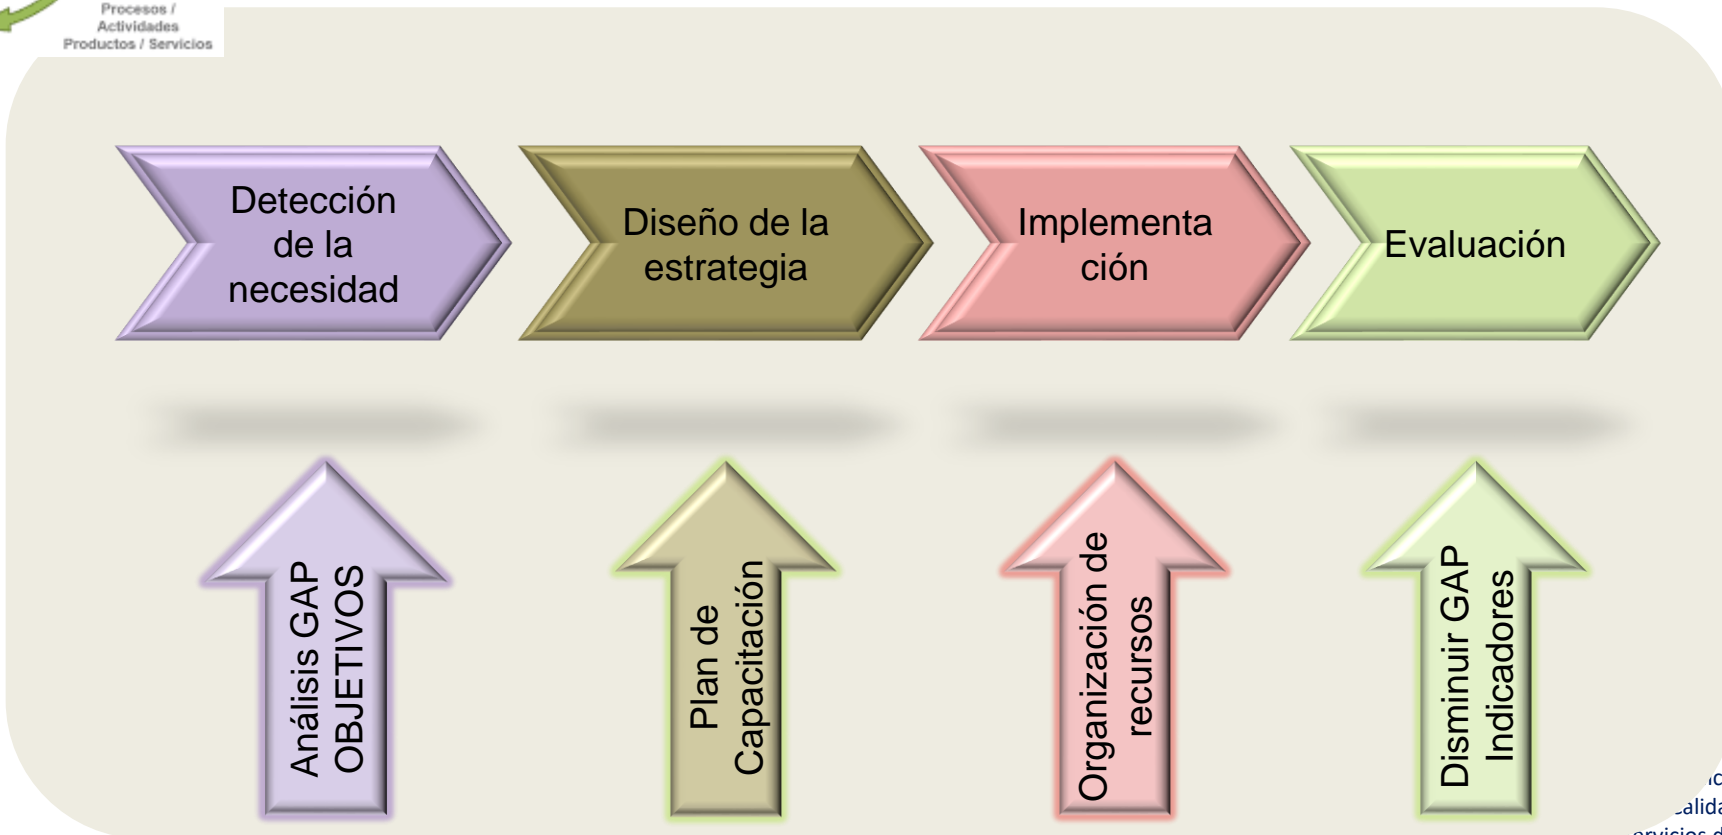 Procesos /
Actividades
Productos / Servicios
Detección
de la
necesidad
Diseño de la
estrategia
Implementa
ción
Evaluación
Análisis GAP
OBJETIVOS
Plan de
Capacitación
Organización de
recursos
Disminuir GAP
Indicadores